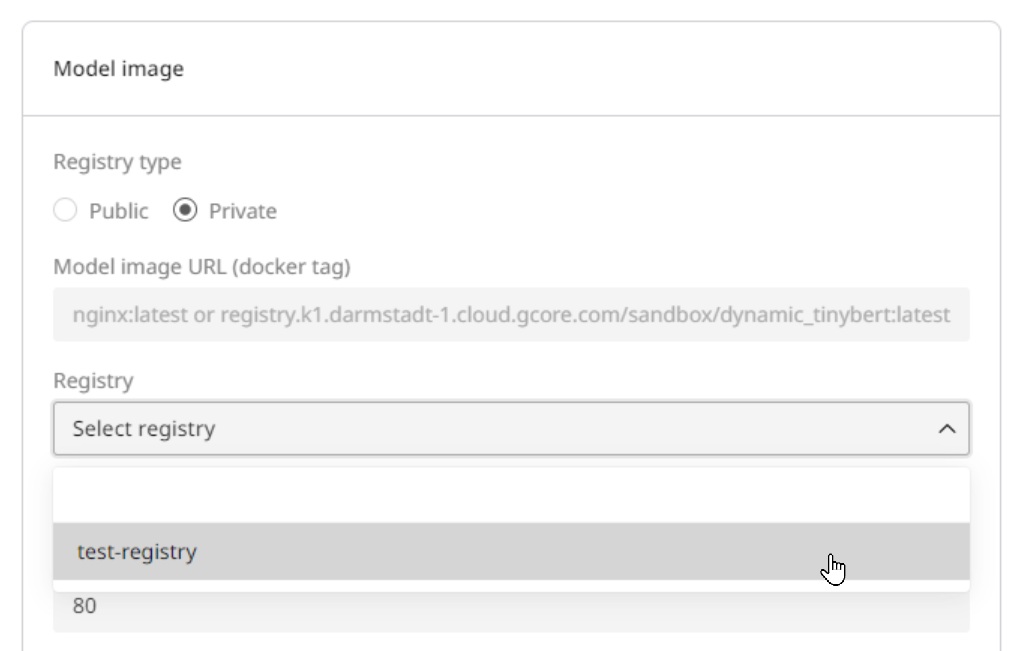 Model image
Registry type
Public Private
Model image URL (docker tag)
nginx:latest or registry.k1.darmstadt-1.cloud.gcore.com/sandbox/dynamic_tinybert:latest
Registry
Select registry
test-registry
80